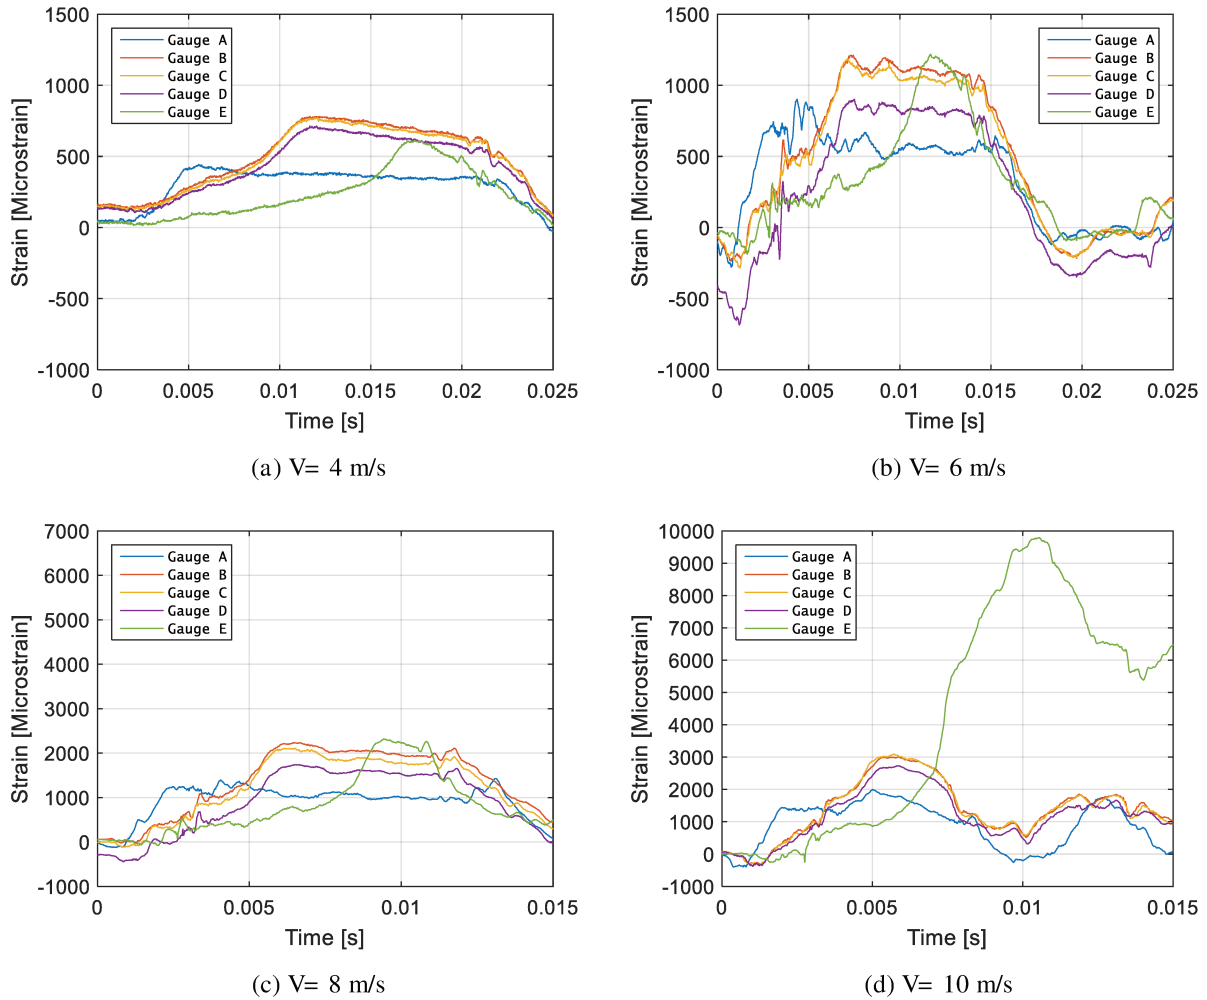 1500
1000
500
0
-500
-1000
Strain [Microstrain]
Gauge A
Gauge B
Gauge C
Gauge D
Gauge E
0
0.005
0.01
0.015
0.02
0.025
Time [s]
(a) V= 4 m/s
1500
1000
500
0
-500
-1000
Strain [Microstrain]
Gauge A
Gauge B
Gauge C
Gauge D
Gauge E
0
0.005
0.01
0.015
0.02
0.025
Time [s]
(b) V= 6 m/s
7000
6000
5000
4000
3000
2000
1000
0
-1000
Strain [Microstrain]
Gauge A
Gauge B
Gauge C
Gauge D
Gauge E
0
0.005
0.01
0.015
Time [s]
(c) V= 8 m/s
10000
9000
8000
7000
6000
5000
4000
3000
2000
1000
0
-1000
Strain [Microstrain]
Gauge A
Gauge B
Gauge C
Gauge D
Gauge E
0
0.005
0.01
0.015
Time [s]
(d) V= 10 m/s